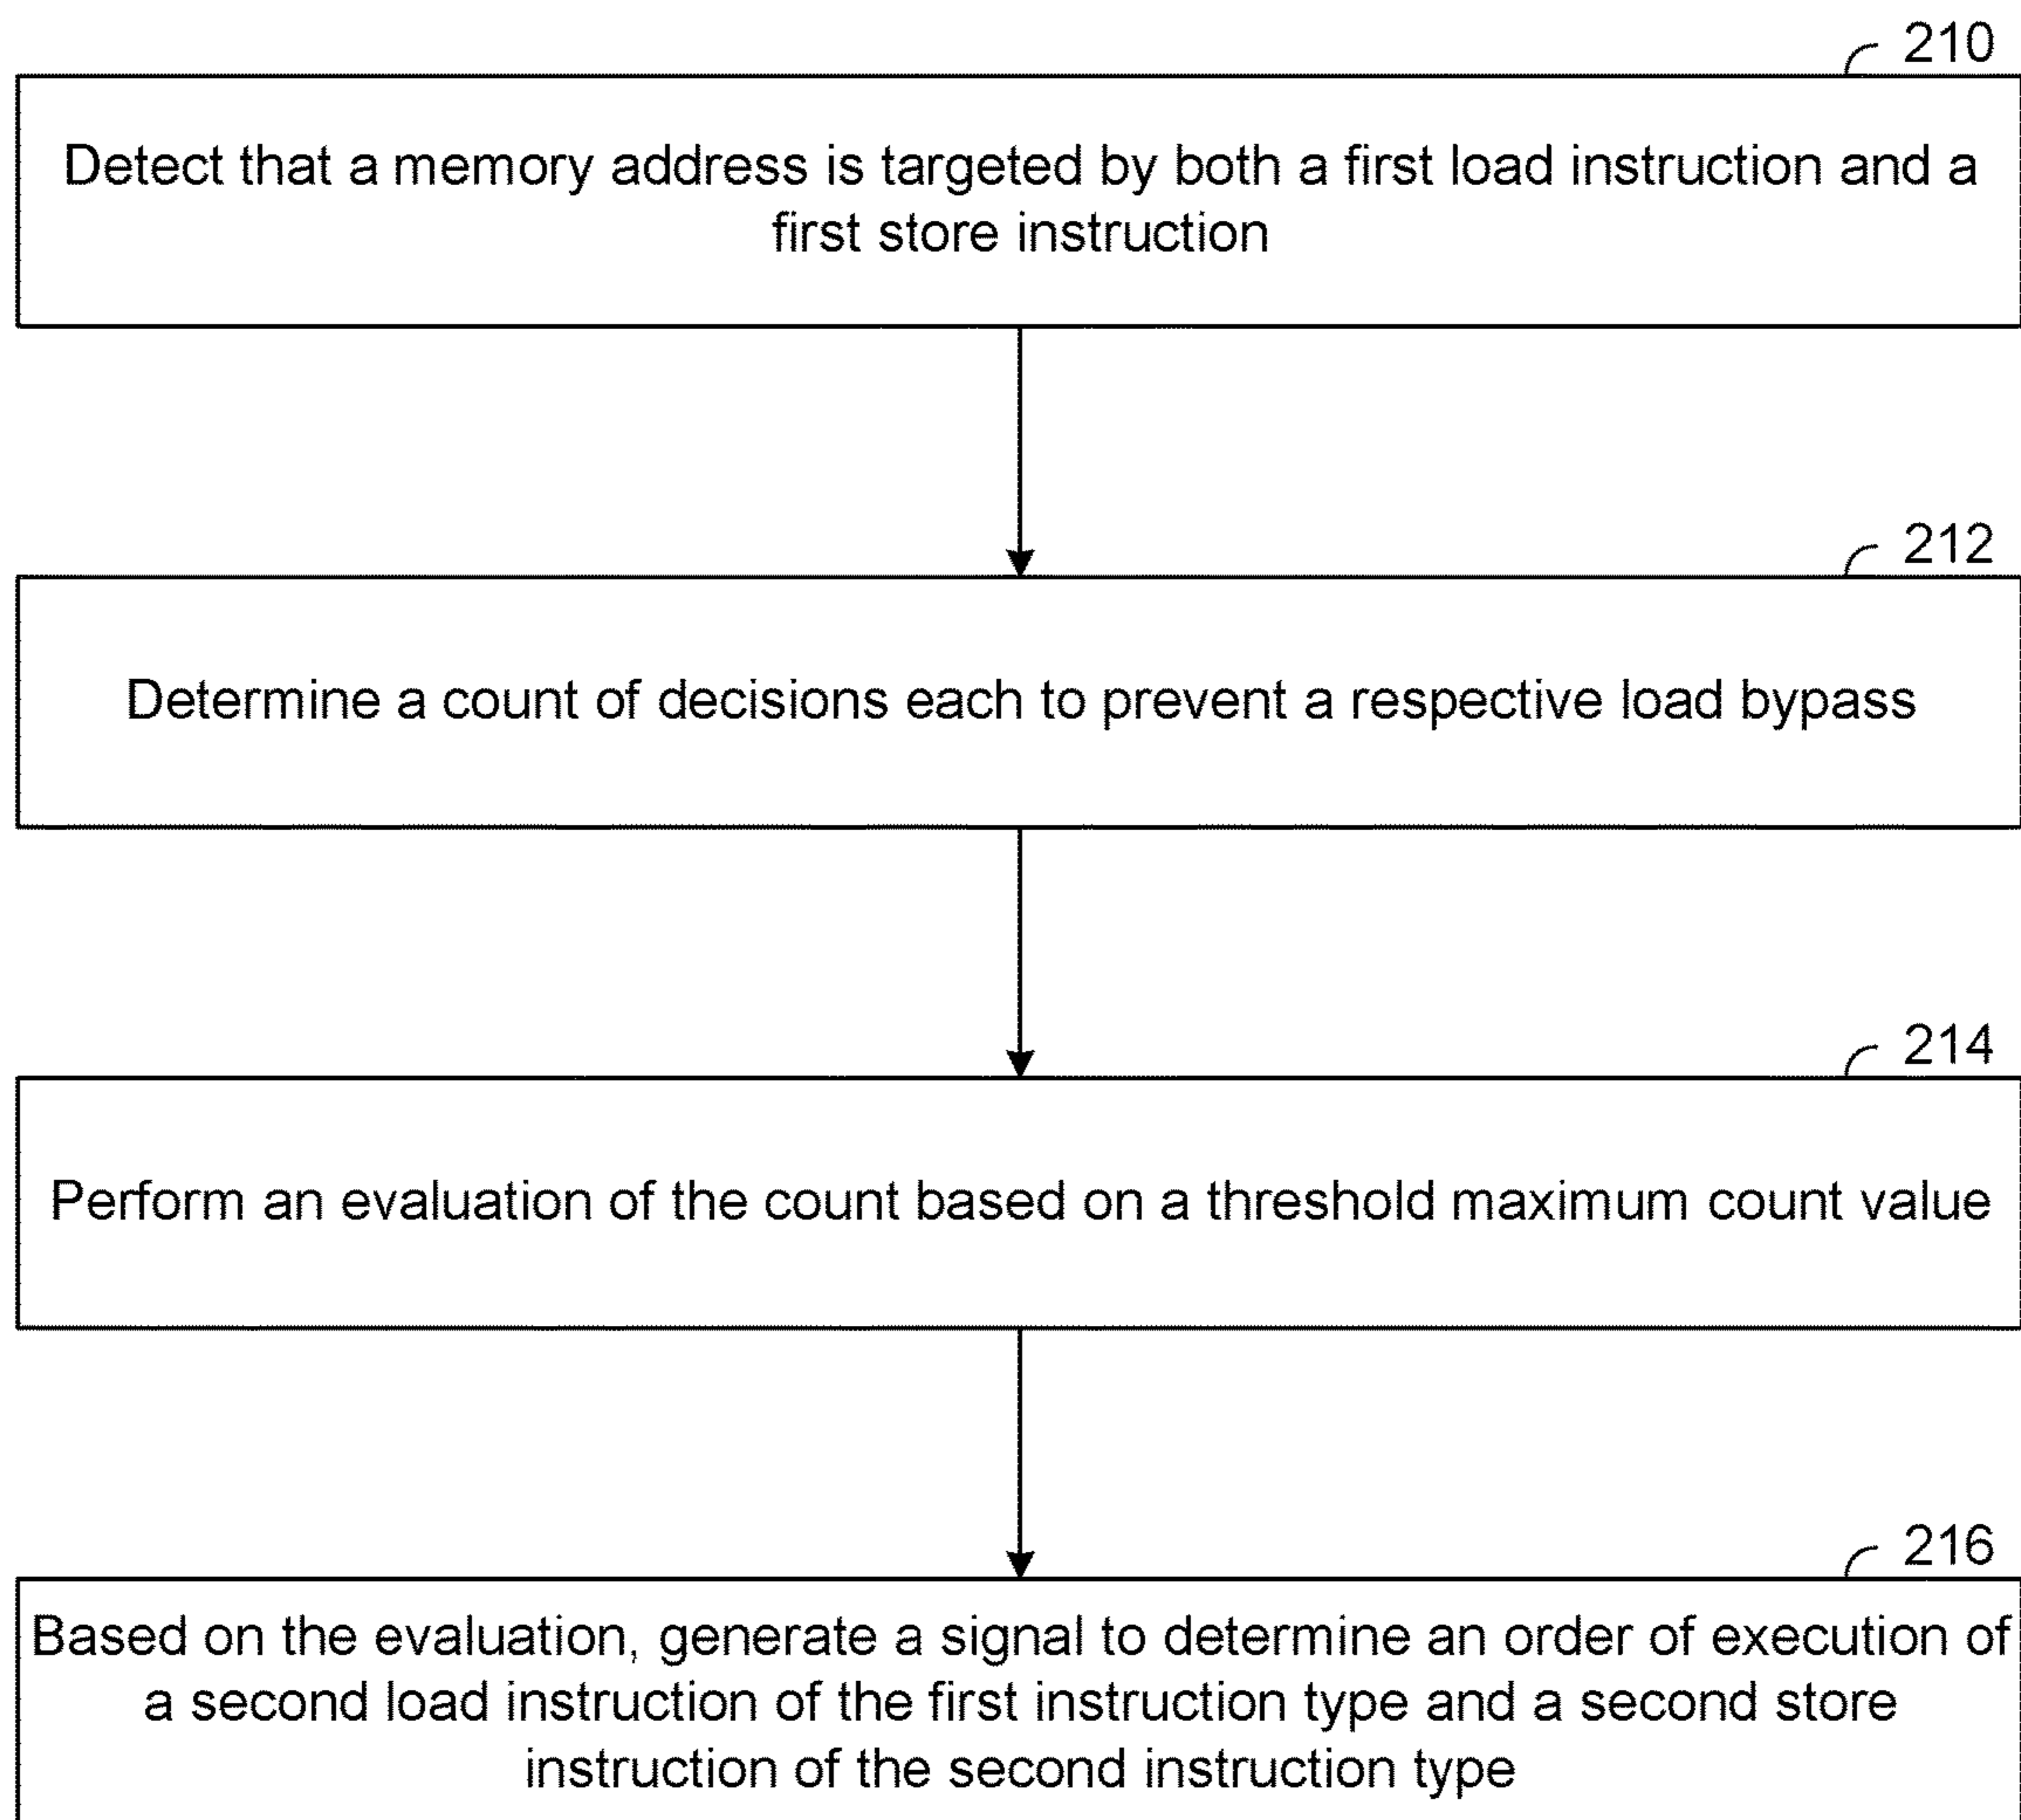 210
Detect that a memory address is targeted by both a first load instruction and a
first store instruction
212
Determine a count of decisions each to prevent a respective load bypass
214
Perform an evaluation of the count based on a threshold maximum count value
216
Based on the evaluation, generate a signal to determine an order of execution of
a second load instruction of the first instruction type and a second store
instruction of the second instruction type